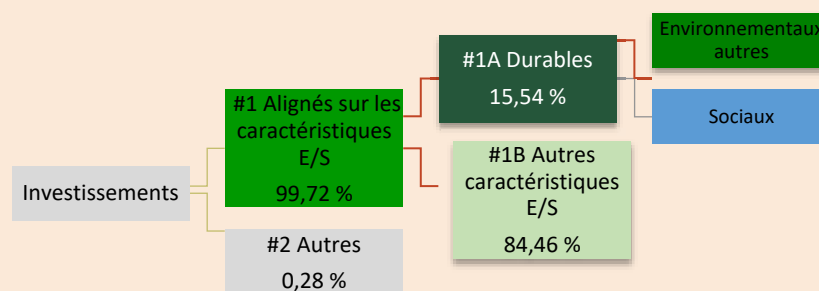 Investissements
#1 Alignés sur les
caractéristiques
E/S
99,72 %
#2 Autres
0,28 %
#1A Durables
15,54 %
#1B Autres
caractéristiques
E/S
84,46 %
Environnementaux
autres
Sociaux